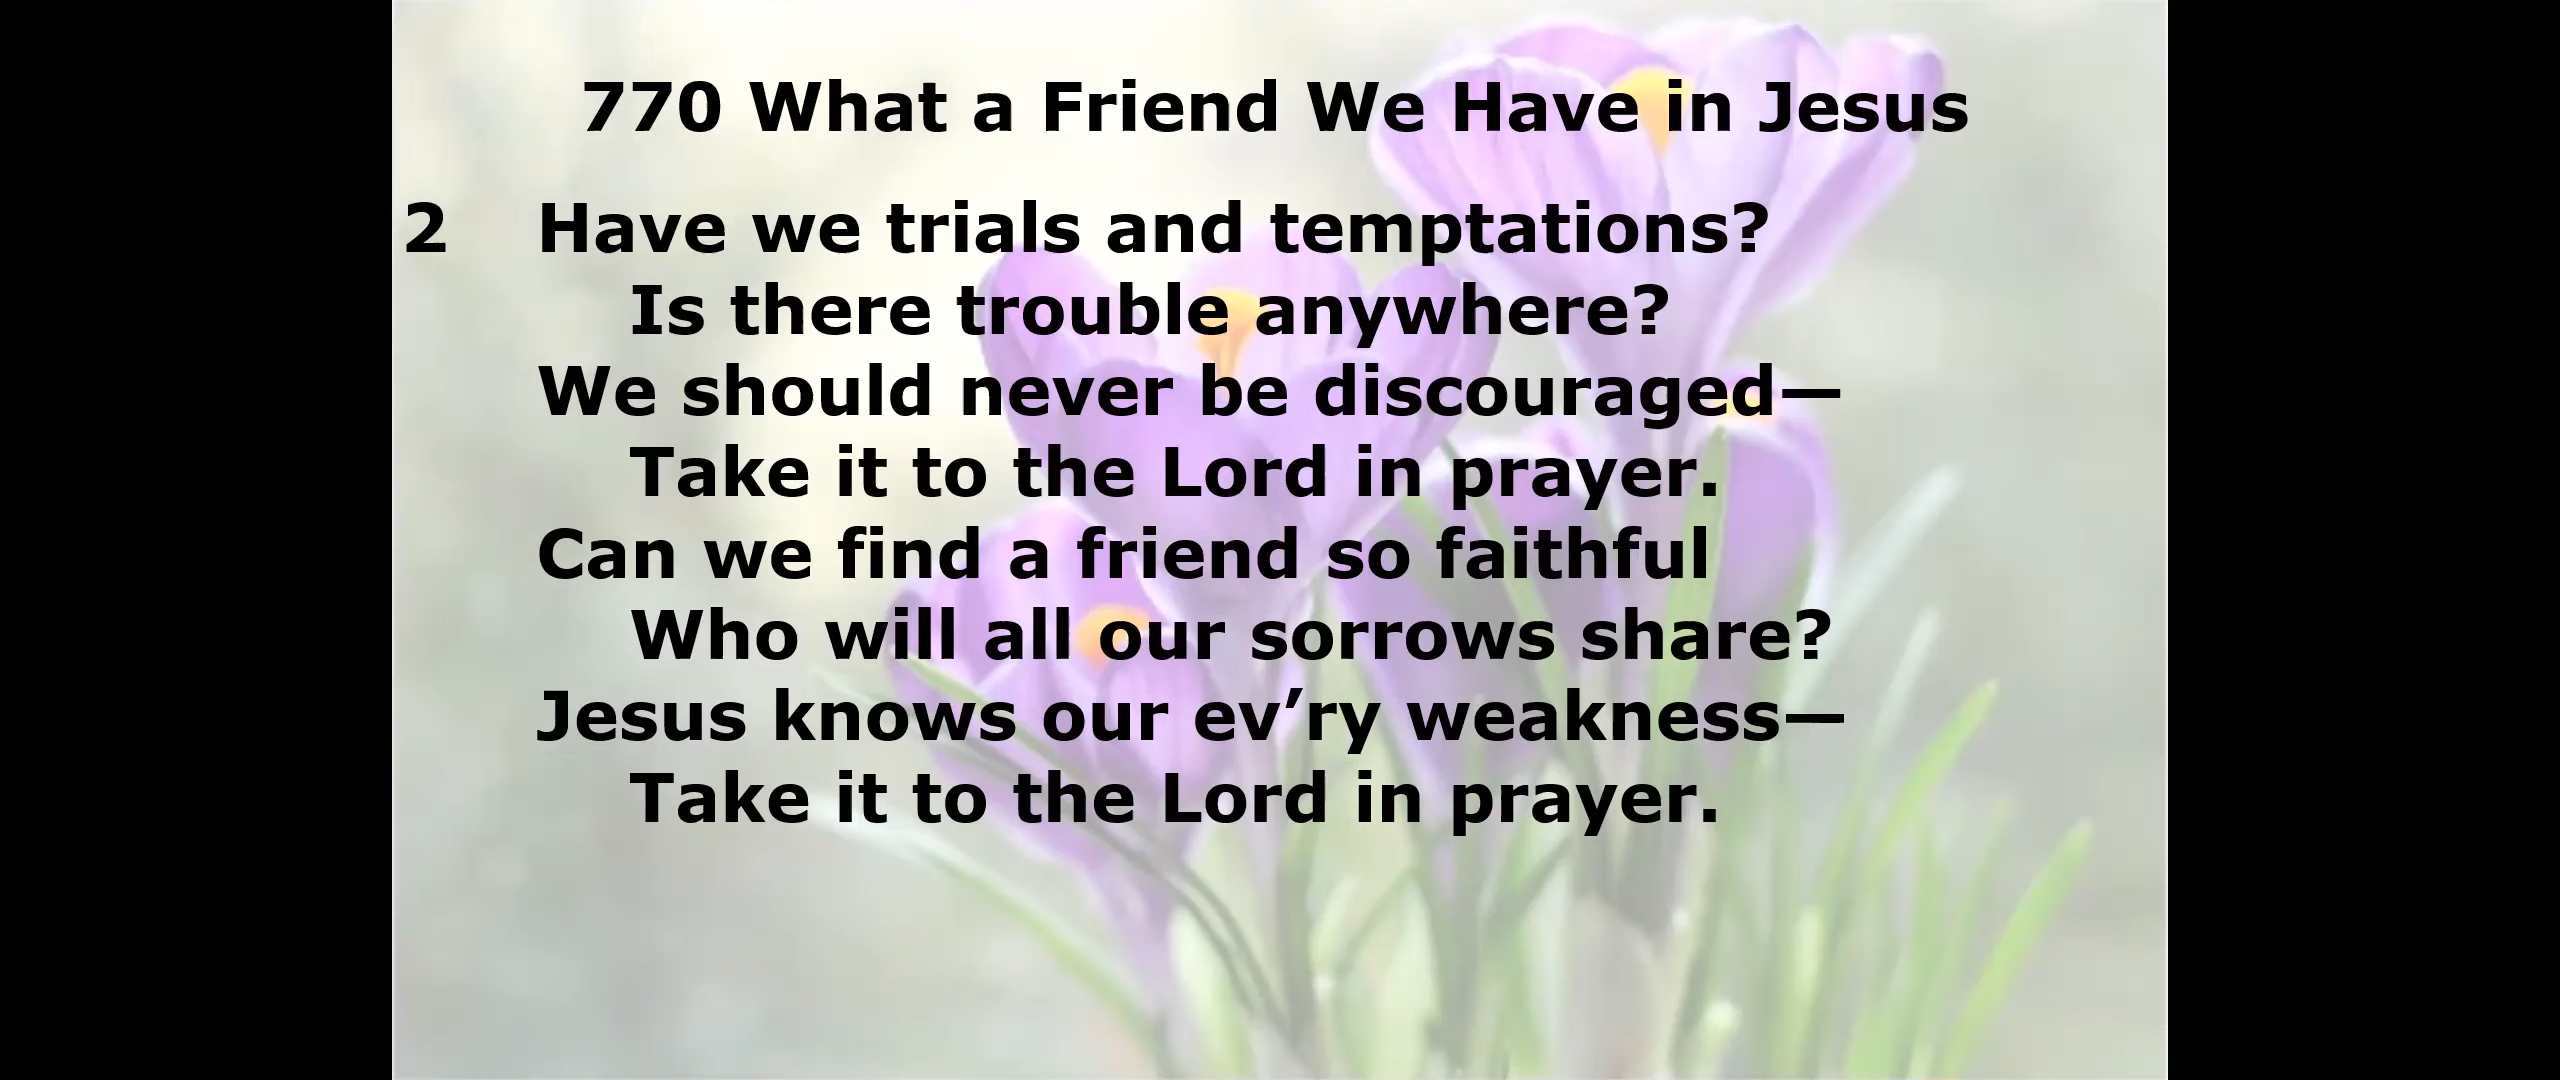 770 What a Friend We Have in Jesus
2 Have we trials and temptations?
Is there trouble anywhere?
We should never be discouraged—
Take it to the Lord in prayer.
Can we find a friend so faithful
Who will all our sorrows share?
Jesus knows our ev’ry weakness—
Take it to the Lord in prayer.